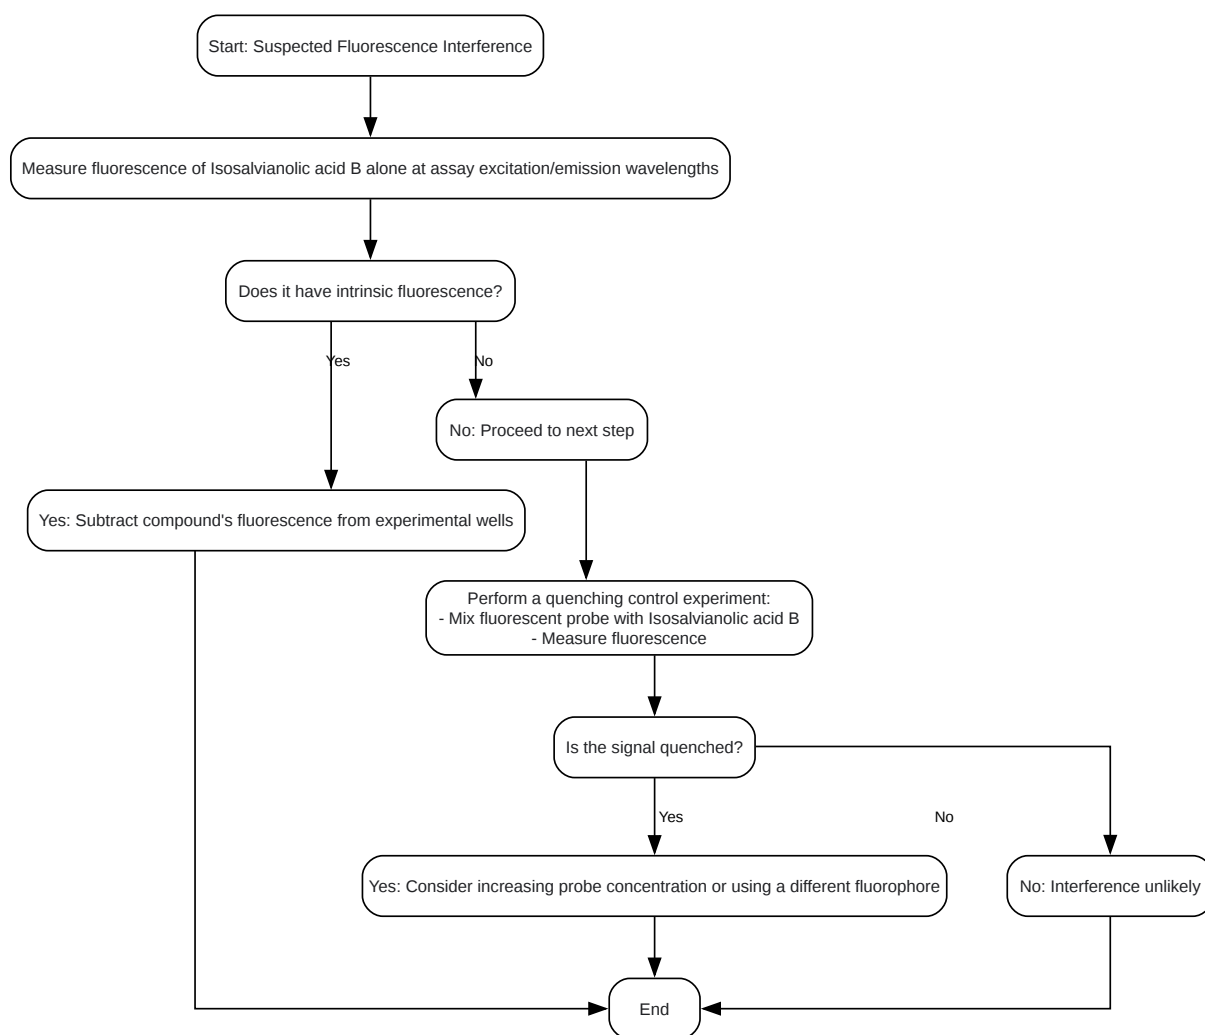 Start: Suspected Fluorescence Interference
Measure fluorescence of Isosalvianolic acid B alone at assay excitation/emission wavelengths
Does it have intrinsic fluorescence?
Yes
No
No: Proceed to next step
Yes: Subtract compound's fluorescence from experimental wells
Perform a quenching control experiment:
- Mix fluorescent probe with Isosalvianolic acid B
- Measure fluorescence
Is the signal quenched?
Yes
No
Yes: Consider increasing probe concentration or using a different fluorophore
No: Interference unlikely
End